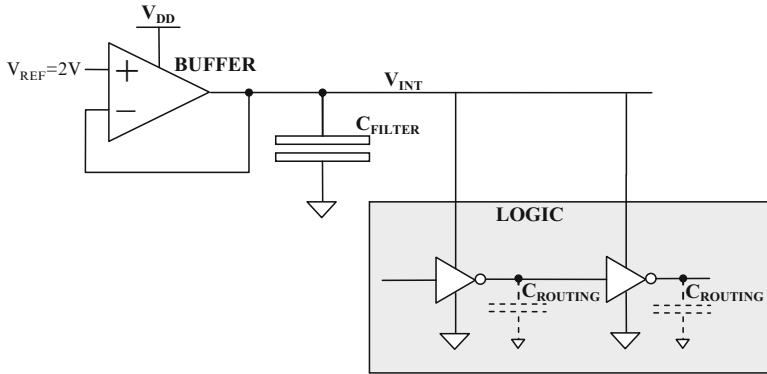 V_DD
V_REF=2V
+
BUFFER
−
V_INT
C_FILTER
LOGIC
C_ROUTING
C_ROUTING